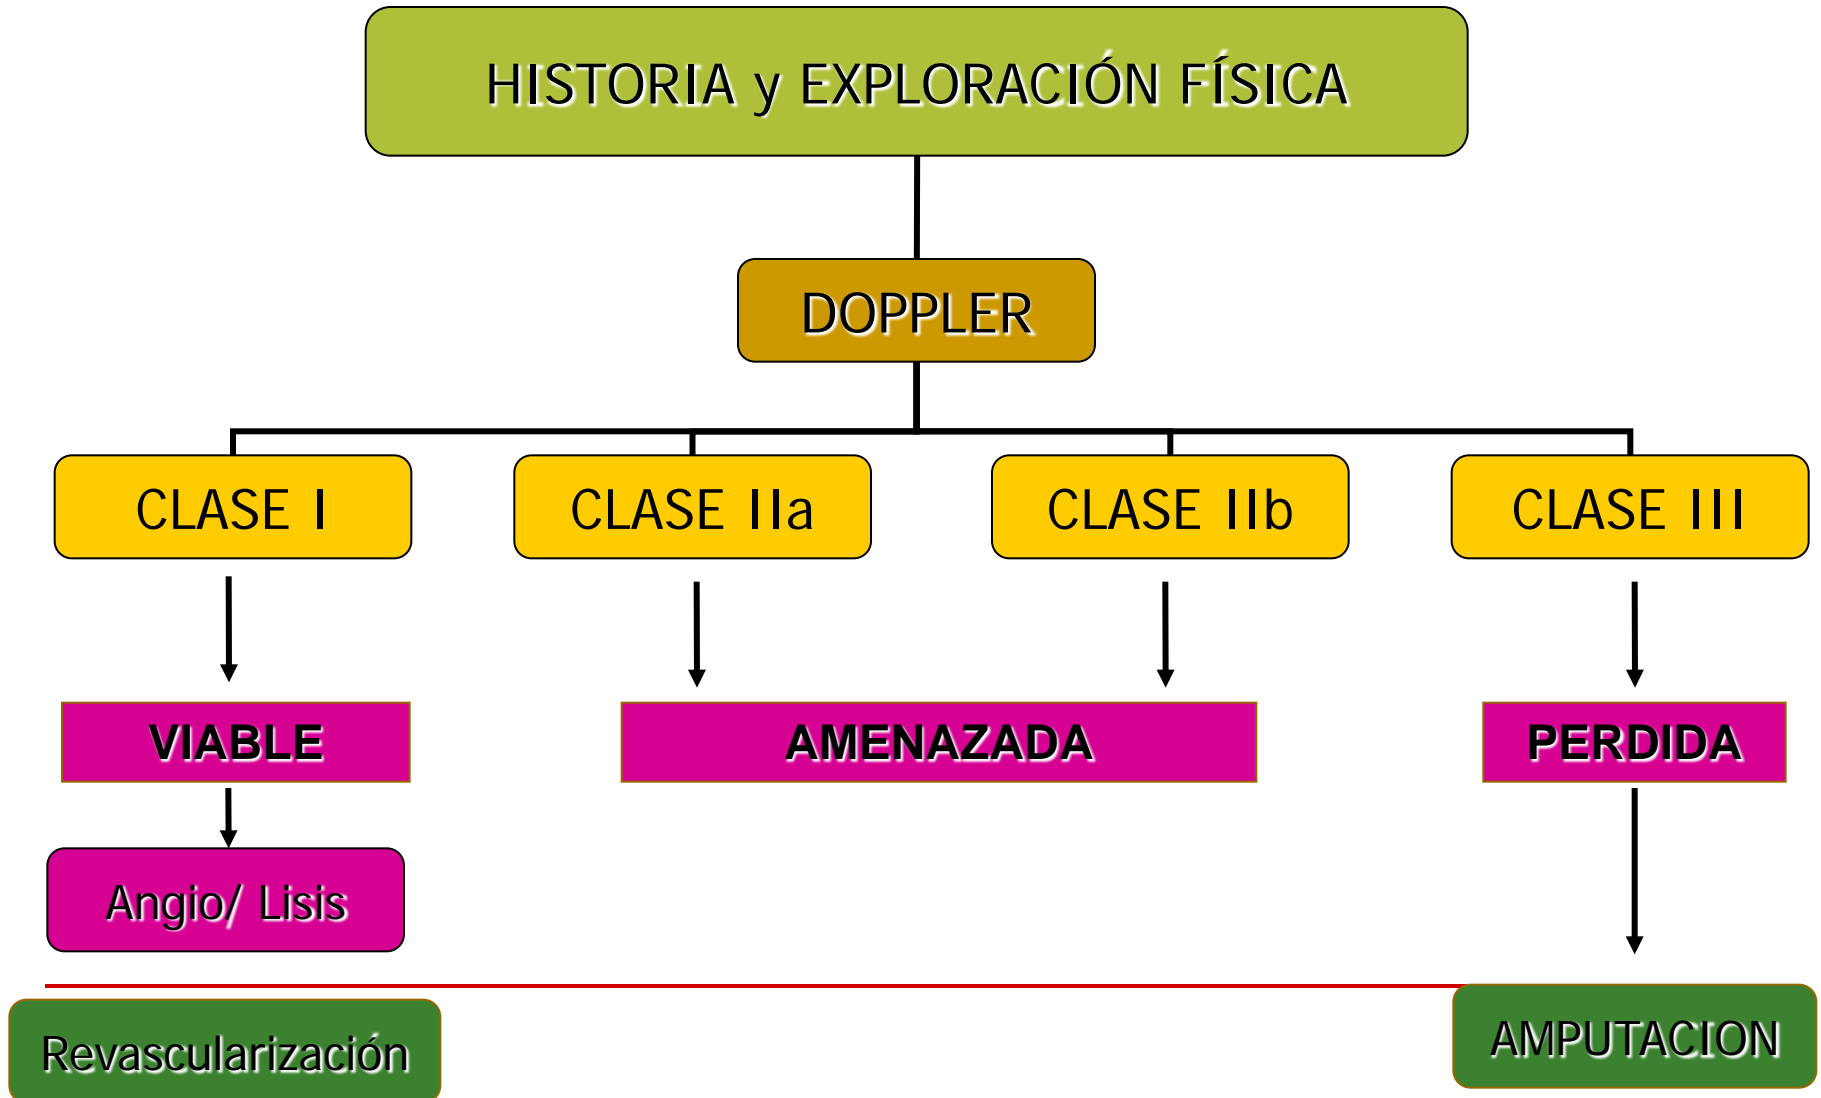 HISTORIA y EXPLORACIÓN FÍSICA
DOPPLER
CLASE I
CLASE IIa
CLASE IIb
CLASE III
VIABLE
AMENAZADA
PERDIDA
Angio/ Lisis
Revascularización
AMPUTACION